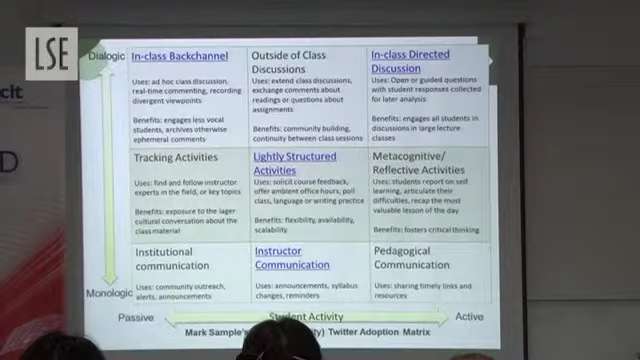 LSE
clt
D
Dialogic
In-class Backchannel
Uses: ad hoc class discussion,
real-time commenting, recording
divergent viewpoints
Benefits: engages less vocal
students, archives otherwise
ephemeral comments
Outside of Class
Discussions
Uses: extend class discussions,
exchange comments about
readings or questions about
assignments
Benefits: community building,
continuity between class sessions
In-class Directed
Discussion
Uses: Open or guided questions
with student responses collected
for later analysis
Benefits: engages all students in
discussions in large lecture
classes
Tracking Activities
Uses: find and follow instructor
experts in the field, or key topics
Benefits: exposure to the lager
cultural conversation about the
class material
Lightly Structured
Activities
Uses: solicit course feedback,
offer ambient office hours, poll
class, language or writing practice
Benefits: flexibility, availability,
scalability
Metacognitive/
Reflective Activities
Uses: students report on self
learning, articulate their
difficulties, recap the most
valuable lesson of the day
Benefits: fosters critical thinking
Institutional
communication
Uses: community outreach,
alerts, announcements
Instructor
Communication
Uses: announcements, syllabus
changes, reminders
Pedagogical
Communication
Uses: sharing timely links and
resources
Monologic
Passive
Student Activity
Active
Mark Sample's Twitter Adoption Matrix